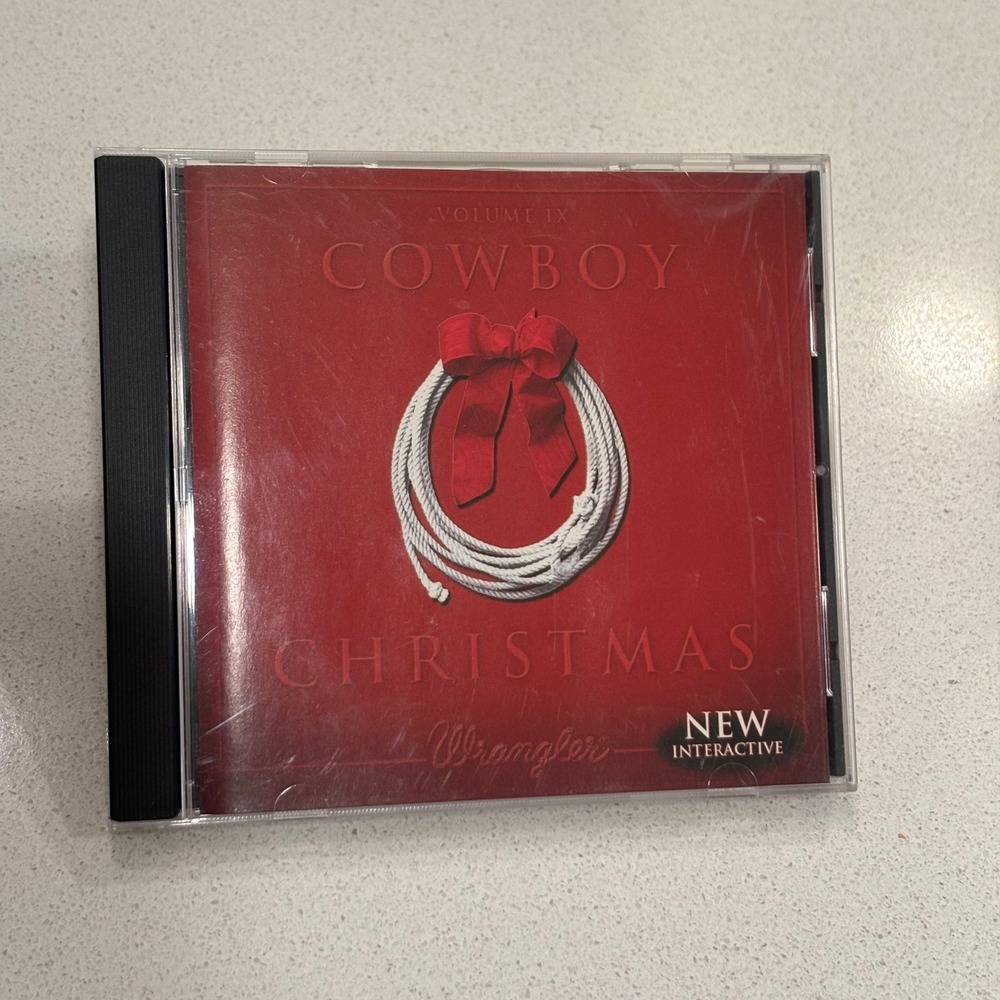 VOLUME IX
COWBOY
CHRISTMAS
Wrangler
NEW
INTERACTIVE